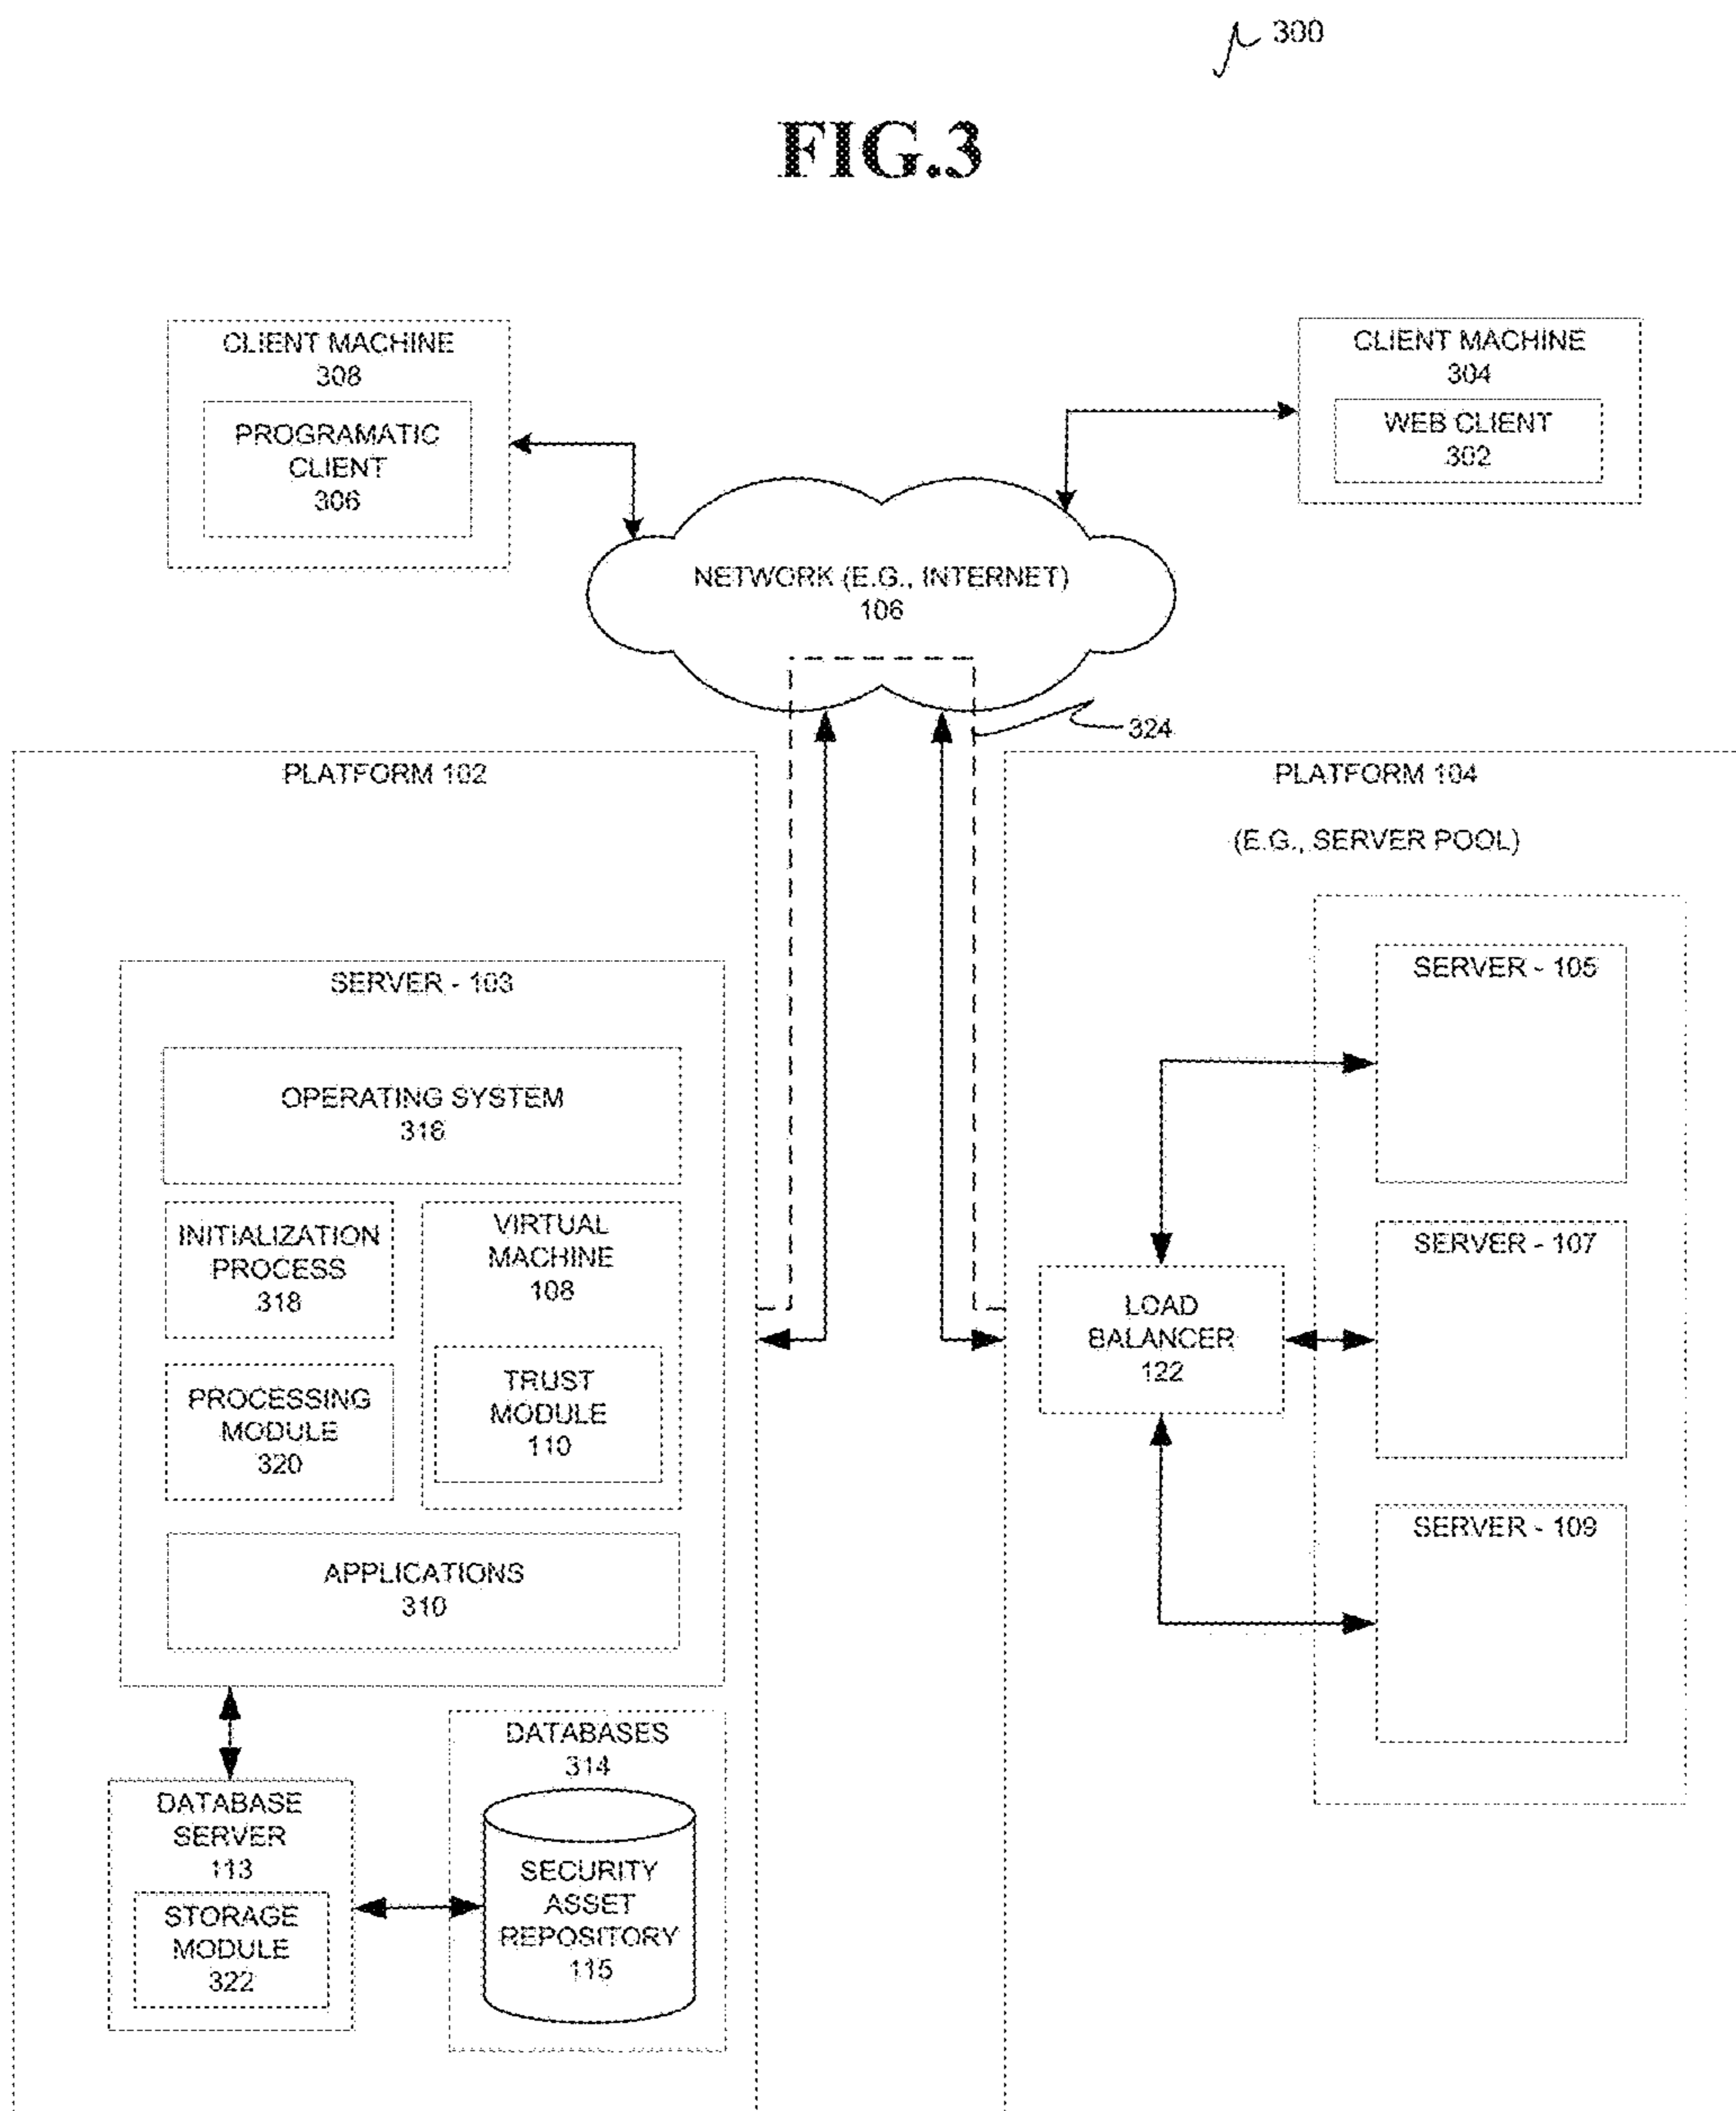 300
FIG.3
CLIENT MACHINE
308
PROGRAMATIC
CLIENT
306
CLIENT MACHINE
304
WEB CLIENT
302
NETWORK (E.G., INTERNET)
106
324
PLATFORM 102
SERVER - 103
OPERATING SYSTEM
316
INITIALIZATION
PROCESS
318
VIRTUAL
MACHINE
108
PROCESSING
MODULE
320
TRUST
MODULE
110
APPLICATIONS
310
DATABASE
SERVER
113
STORAGE
MODULE
322
DATABASES
314
SECURITY
ASSET
REPOSITORY
115
PLATFORM 104
(E.G., SERVER POOL)
LOAD
BALANCER
122
SERVER - 105
SERVER - 107
SERVER - 109